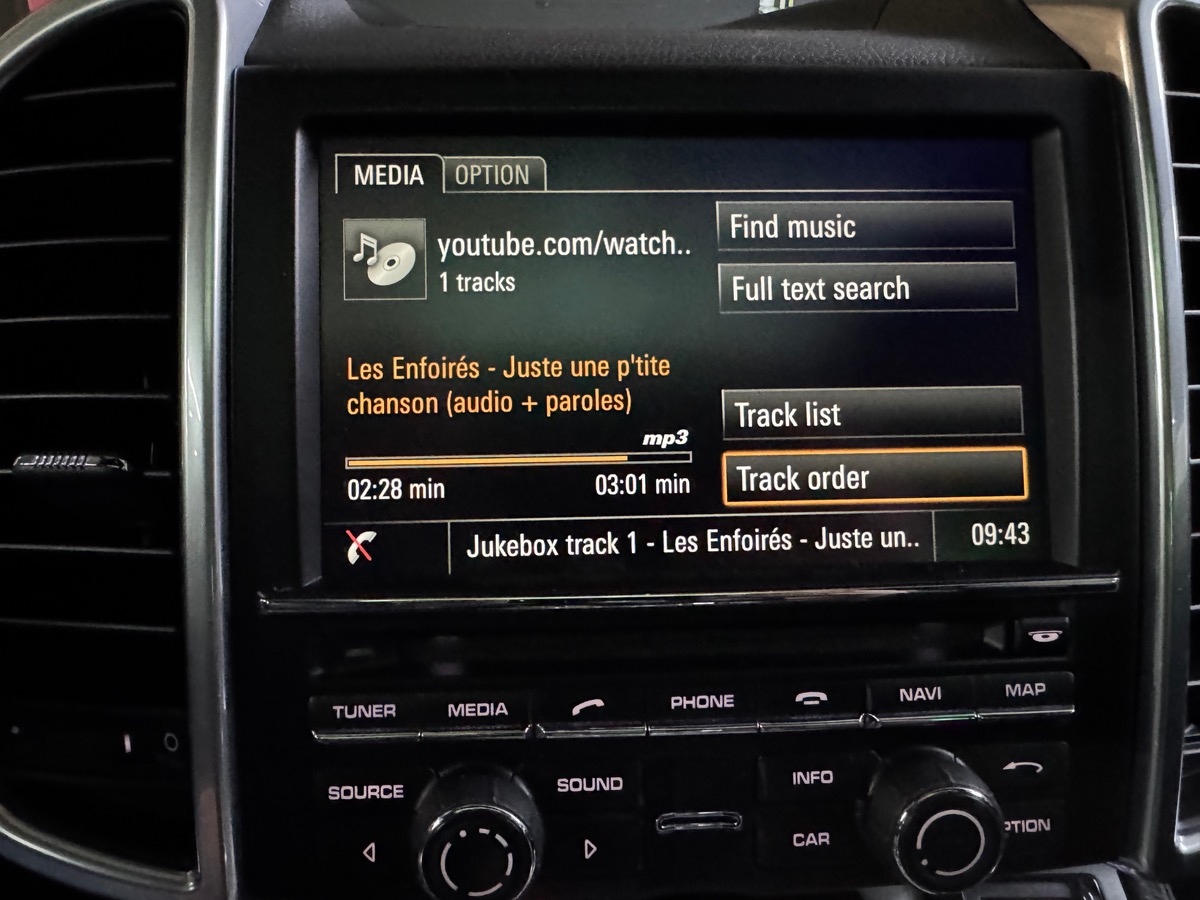 MEDIA OPTION
youtube.com/watch..
1 tracks
Find music
Full text search
Les Enfoirés - Juste une p'tite
chanson (audio + paroles)
mp3
02:28 min 03:01 min
Track list
Track order
Jukebox track 1 - Les Enfoirés - Juste un..
09:43
TUNER MEDIA PHONE NAVI MAP
SOURCE SOUND INFO
CAR PTION